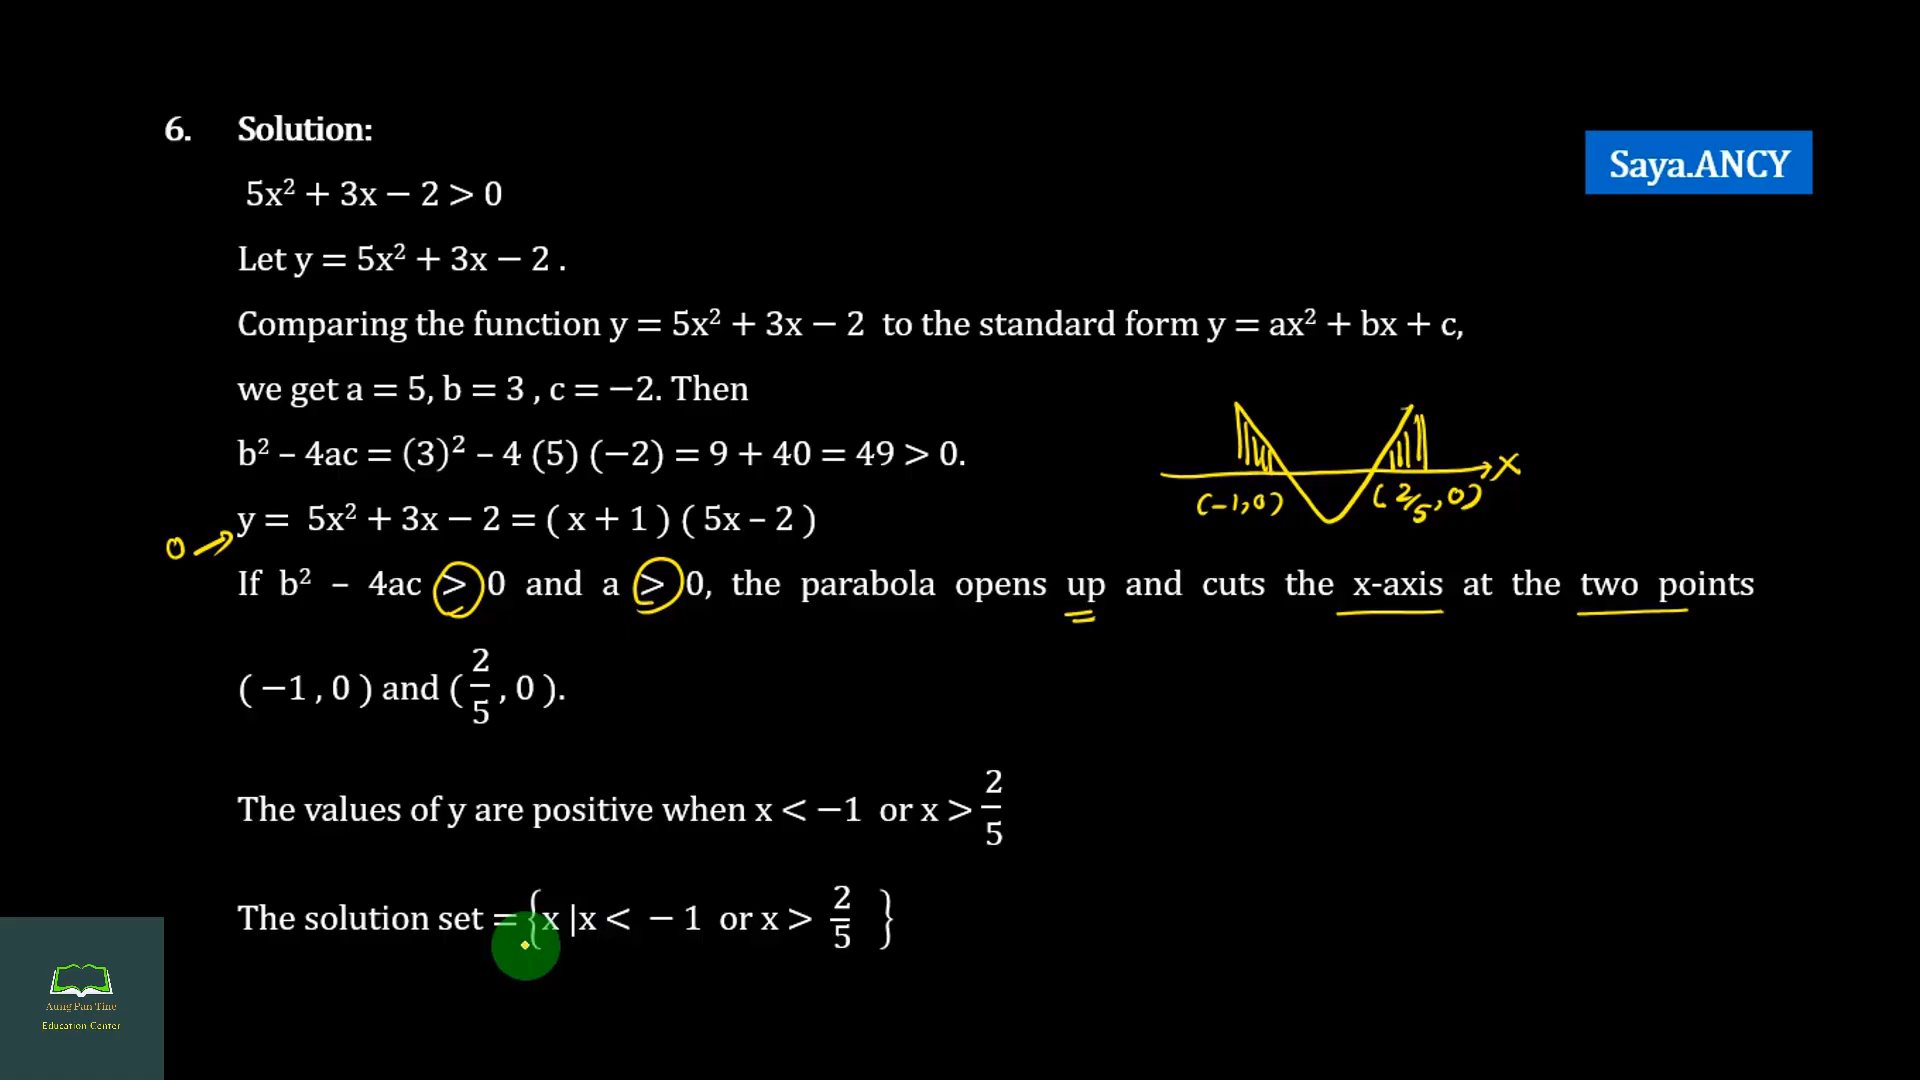 6. Solution:
Saya.ANCY
5x² + 3x − 2 > 0
Let y = 5x² + 3x − 2 .
Comparing the function y = 5x² + 3x − 2 to the standard form y = ax² + bx + c,
we get a = 5, b = 3 , c = −2. Then
b² – 4ac = (3)² – 4 (5) (−2) = 9 + 40 = 49 > 0.
x
(-1,0) (2/5,0)
y = 5x² + 3x − 2 = ( x + 1 ) ( 5x – 2 )
0 →
If b² – 4ac > 0 and a > 0, the parabola opens up and cuts the x-axis at the two points
( −1 , 0 ) and ( 2/5 , 0 ).
The values of y are positive when x < −1 or x > 2/5
The solution set = {x |x < − 1 or x > 2/5 }
Aung Pan Tine
Education Center